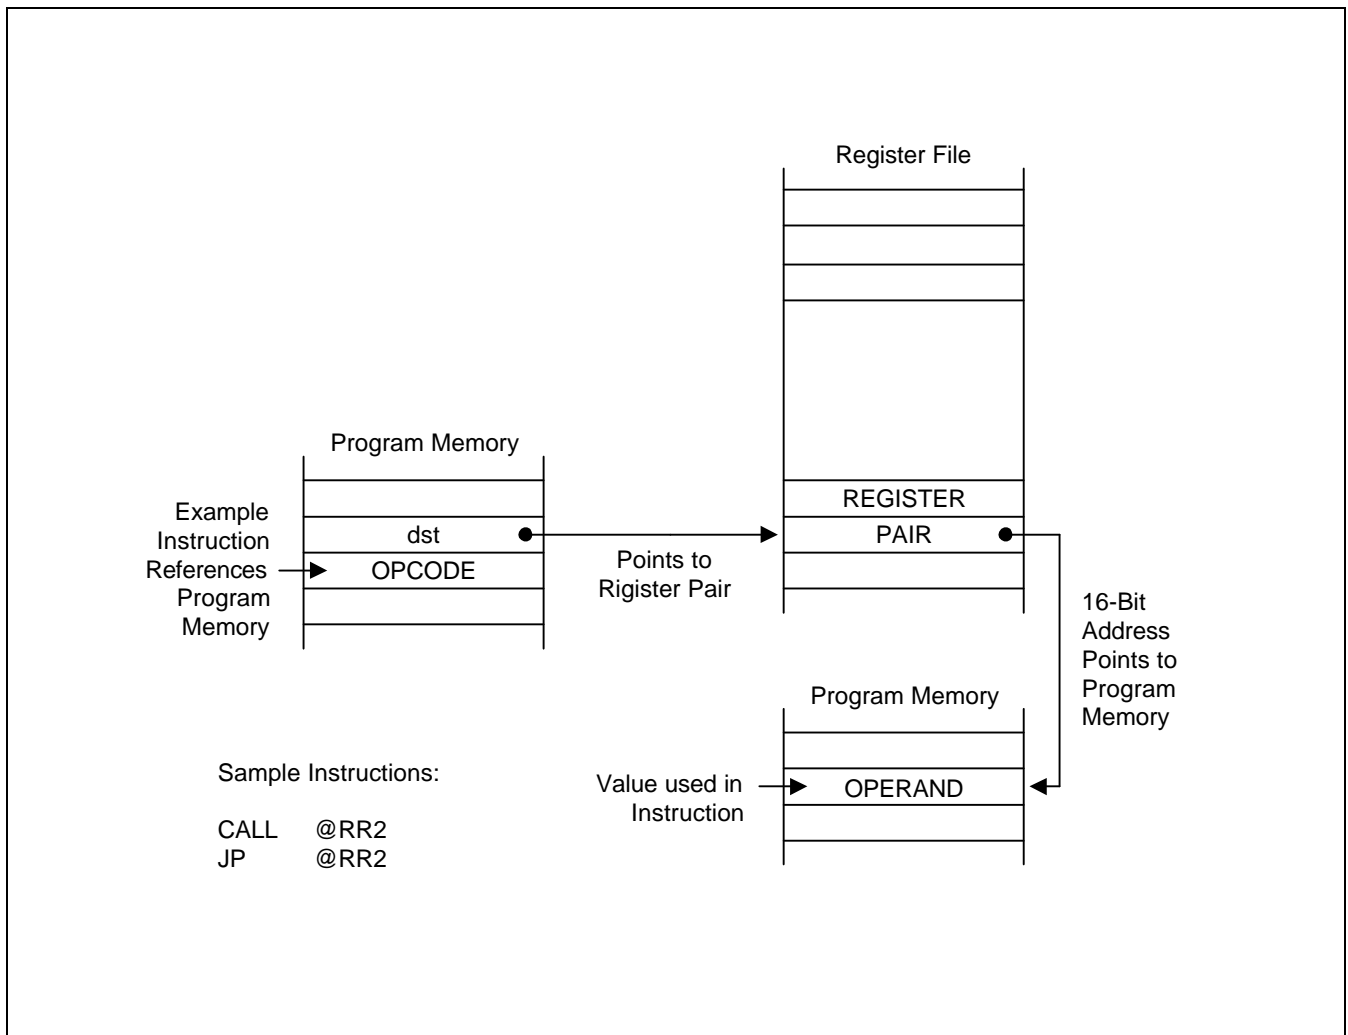 Register File
Program Memory
REGISTER
Example
Instruction
References
Program
Memory
dst
PAIR
OPCODE
Points to
Rigister Pair
16-Bit
Address
Points to
Program
Memory
Program Memory
Sample Instructions:
Value used in
Instruction
OPERAND
CALL @RR2
JP @RR2